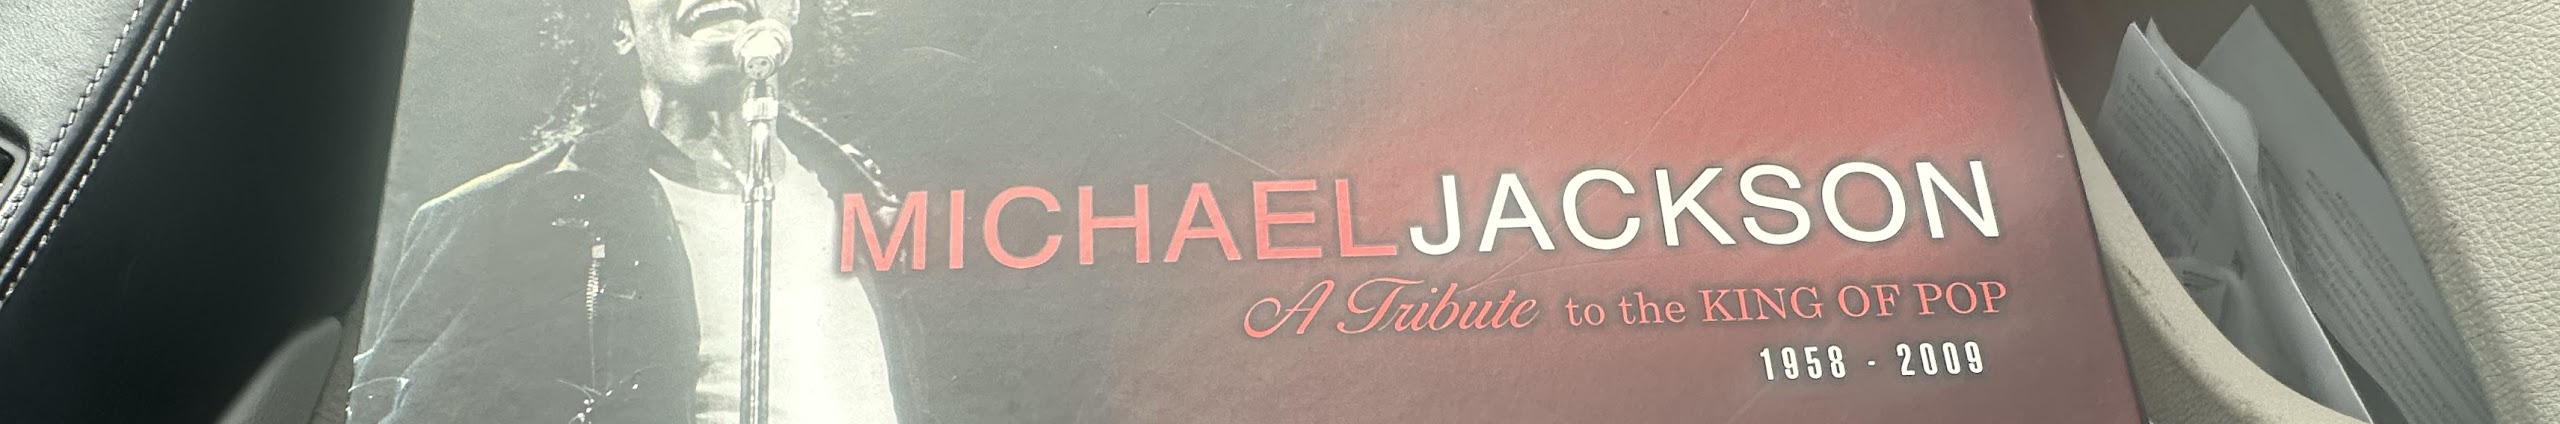 MICHAELJACKSON
A Tribute to the KING OF POP
1958 - 2009